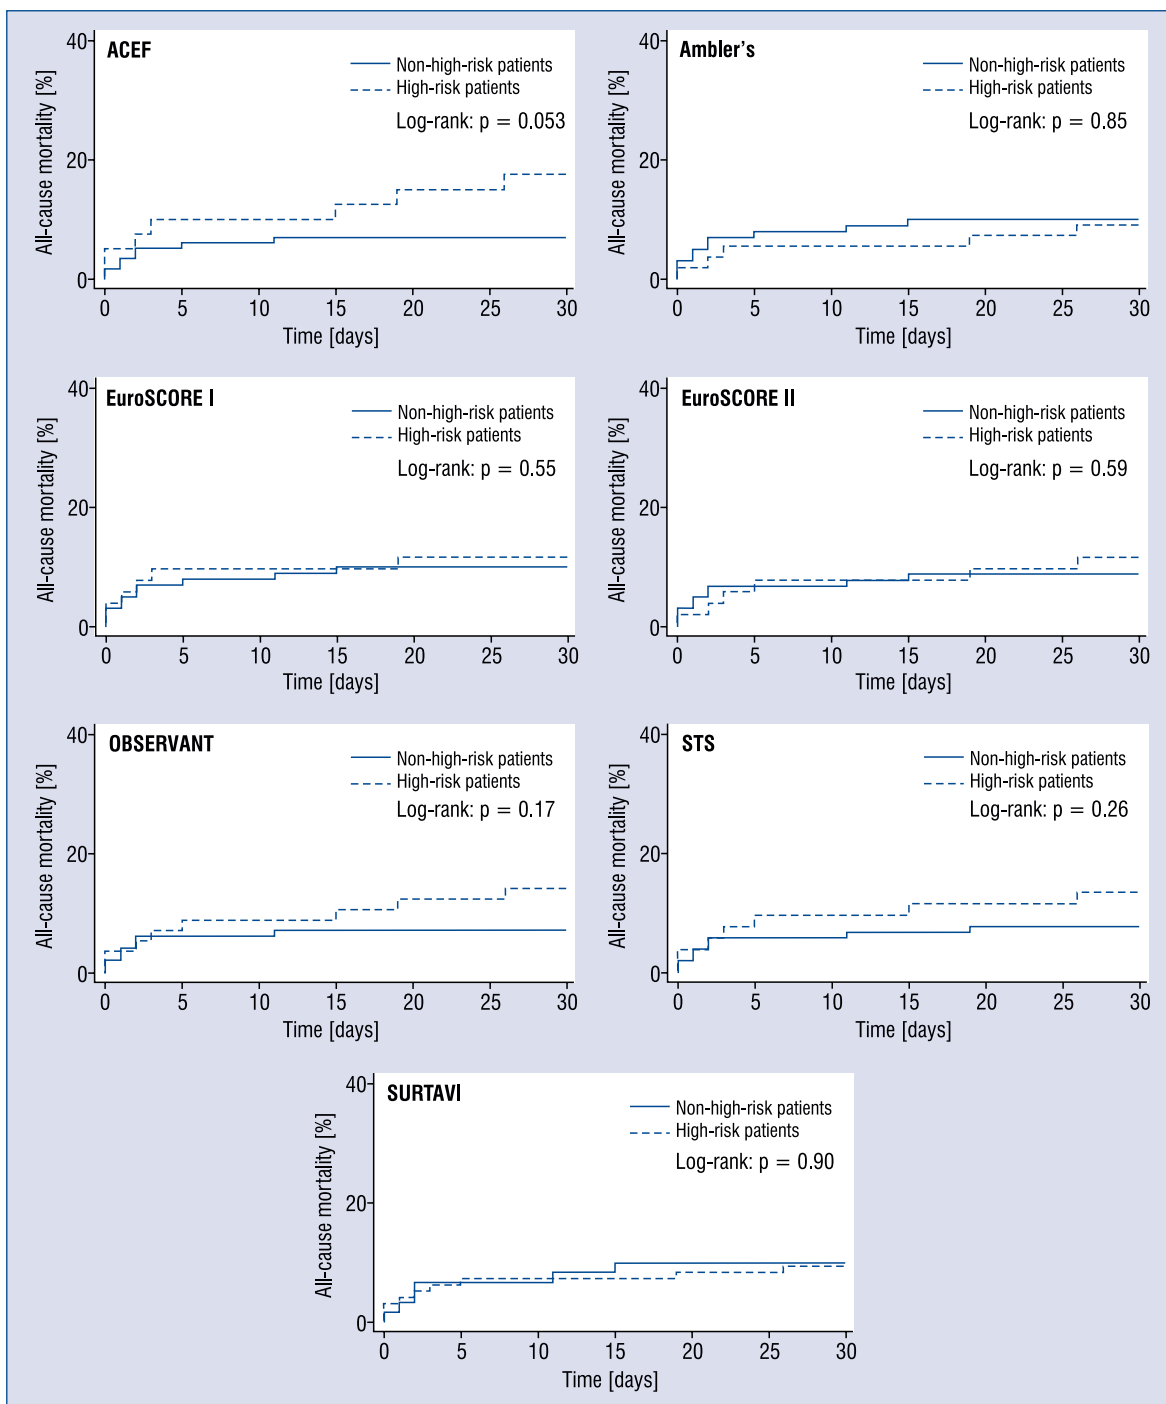 ACEF
Non-high-risk patients
High-risk patients
Log-rank: p = 0.053
All-cause mortality [%]
40
20
0
0 5 10 15 20 25 30
Time [days]
Ambler's
Non-high-risk patients
High-risk patients
Log-rank: p = 0.85
All-cause mortality [%]
40
20
0
0 5 10 15 20 25 30
Time [days]
EuroSCORE I
Non-high-risk patients
High-risk patients
Log-rank: p = 0.55
All-cause mortality [%]
40
20
0
0 5 10 15 20 25 30
Time [days]
EuroSCORE II
Non-high-risk patients
High-risk patients
Log-rank: p = 0.59
All-cause mortality [%]
40
20
0
0 5 10 15 20 25 30
Time [days]
OBSERVANT
Non-high-risk patients
High-risk patients
Log-rank: p = 0.17
All-cause mortality [%]
40
20
0
0 5 10 15 20 25 30
Time [days]
STS
Non-high-risk patients
High-risk patients
Log-rank: p = 0.26
All-cause mortality [%]
40
20
0
0 5 10 15 20 25 30
Time [days]
SURTAVI
Non-high-risk patients
High-risk patients
Log-rank: p = 0.90
All-cause mortality [%]
40
20
0
0 5 10 15 20 25 30
Time [days]